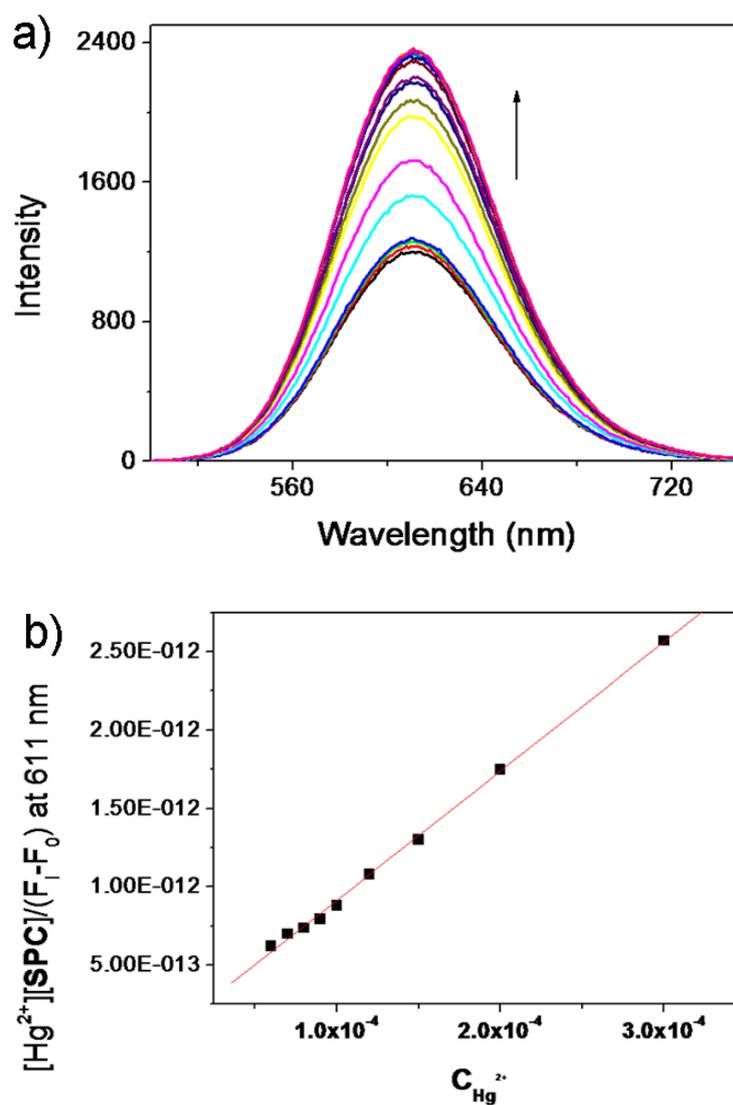 a)
2400
1600
800
0
Intensity
560 640 720
Wavelength (nm)
b)
2.50E-012
2.00E-012
1.50E-012
1.00E-012
5.00E-013
[Hg²⁺][SPC]/(Fᵢ-F₀) at 611 nm
1.0x10⁻⁴ 2.0x10⁻⁴ 3.0x10⁻⁴
C_Hg²⁺